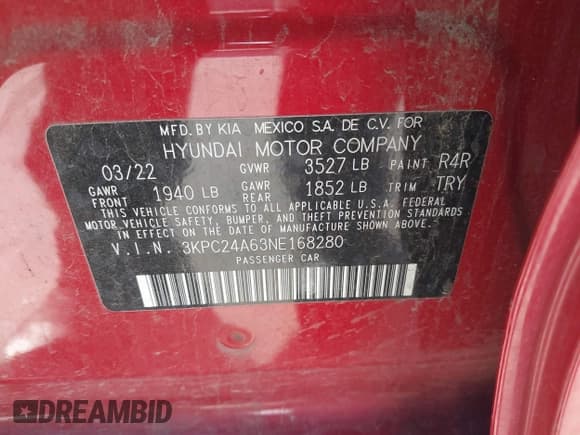 MFD. BY KIA MEXICO S.A. DE C.V. FOR
HYUNDAI MOTOR COMPANY
03/22 GVWR 3527 LB PAINT R4R
GAWR FRONT 1940 LB GAWR REAR 1852 LB TRIM TRY
THIS VEHICLE CONFORMS TO ALL APPLICABLE U.S.A. FEDERAL
MOTOR VEHICLE SAFETY, BUMPER, AND THEFT PREVENTION STANDARDS
IN EFFECT ON THE DATE OF MANUFACTURE SHOWN ABOVE.
V.I.N. 3KPC24A63NE168280
PASSENGER CAR
DREAMBID